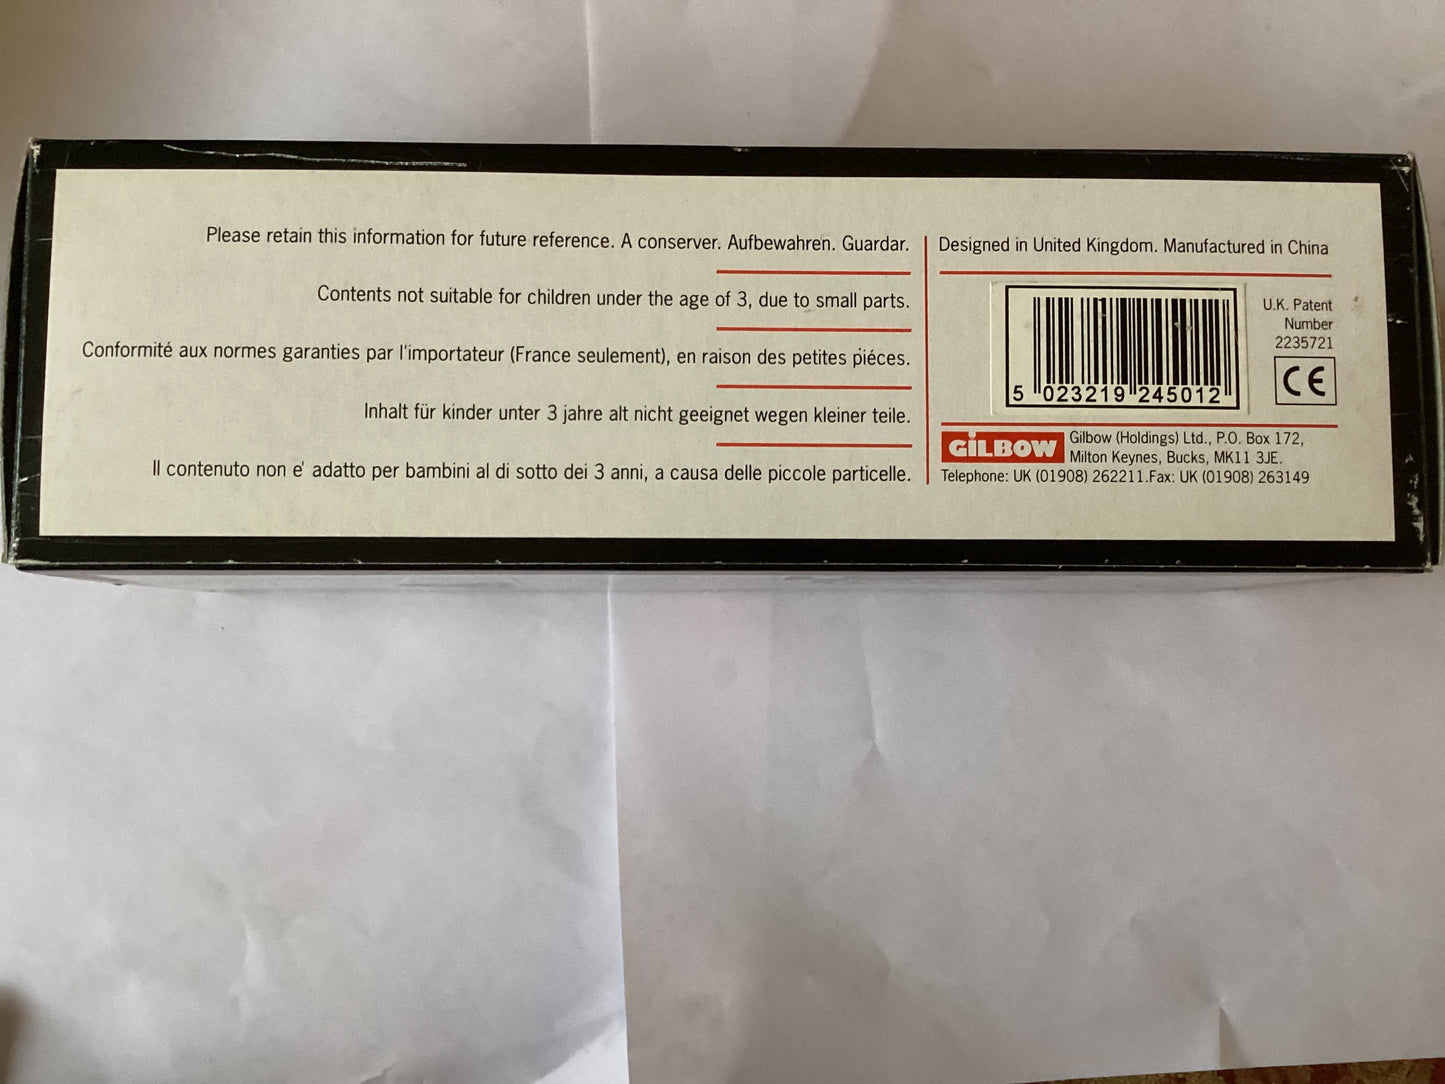 Please retain this information for future reference. A conserver. Aufbewahren. Guardar.
Contents not suitable for children under the age of 3, due to small parts.
Conformité aux normes garanties par l'importateur (France seulement), en raison des petites piéces.
Inhalt für kinder unter 3 jahre alt nicht geeignet wegen kleiner teile.
Il contenuto non e' adatto per bambini al di sotto dei 3 anni, a causa delle piccole particelle.
Designed in United Kingdom. Manufactured in China
5 023219 245012
U.K. Patent
Number
2235721
CE
GiLBOW
Gilbow (Holdings) Ltd., P.O. Box 172,
Milton Keynes, Bucks, MK11 3JE.
Telephone: UK (01908) 262211.Fax: UK (01908) 263149